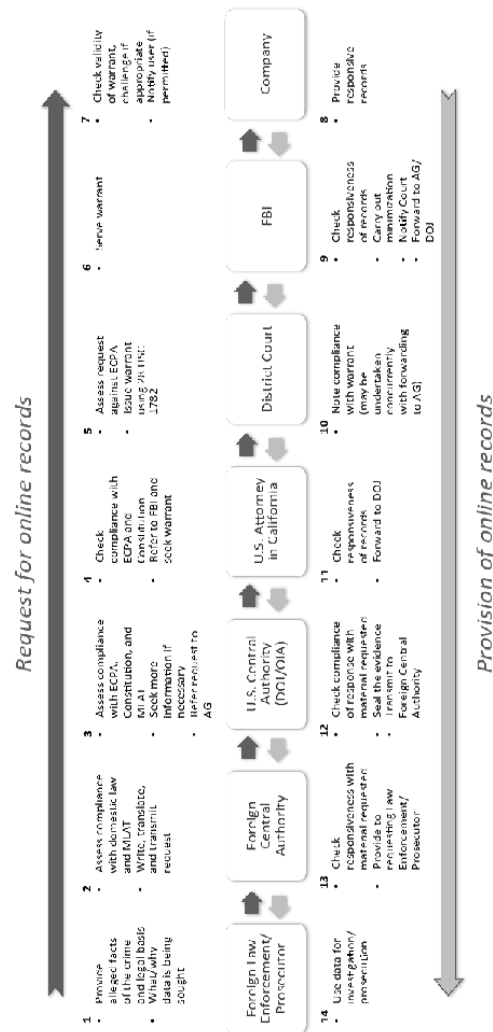 Request for online records
1
• Provide
alleged facts
of the crime
and legal basis
• What/why
data is being
sought
2
• Assess compliance
with domestic law
and MLAT
• Write, translate,
and transmit
request
3
• Assess compliance
with ECPA,
Constitution, and
MLAT
• Seek more
information if
necessary
• Refer request to
AG
4
• Check
compliance with
ECPA and
Constitution
• Refer to FBI and
seek warrant
5
• Assess request
against ECPA
• Issue warrant
using 28 USC
1782
6
• Serve warrant
7
• Check validity
of warrant,
challenge if
appropriate
• Notify user (if
permitted)
Foreign Law
Enforcement/
Prosecutor
Foreign
Central
Authority
U.S. Central
Authority
(DOJ/OIA)
U.S. Attorney
in California
District Court
FBI
Company
14
• Use data for
investigation/
prosecution
13
• Check
responsiveness with
material requested
• Provide to
requesting Law
Enforcement/
Prosecutor
12
• Check compliance
of response with
material requested
• Seal the evidence
• Transmit to
Foreign Central
Authority
11
• Check
responsiveness
of records
• Forward to DOJ
10
• Note compliance
with warrant
(may be
undertaken
concurrently
with forwarding
to AG)
9
• Check
responsiveness
of records
• Carry out
minimization
• Notify Court
• Forward to AG/
DOJ
8
• Provide
responsive
records
Provision of online records